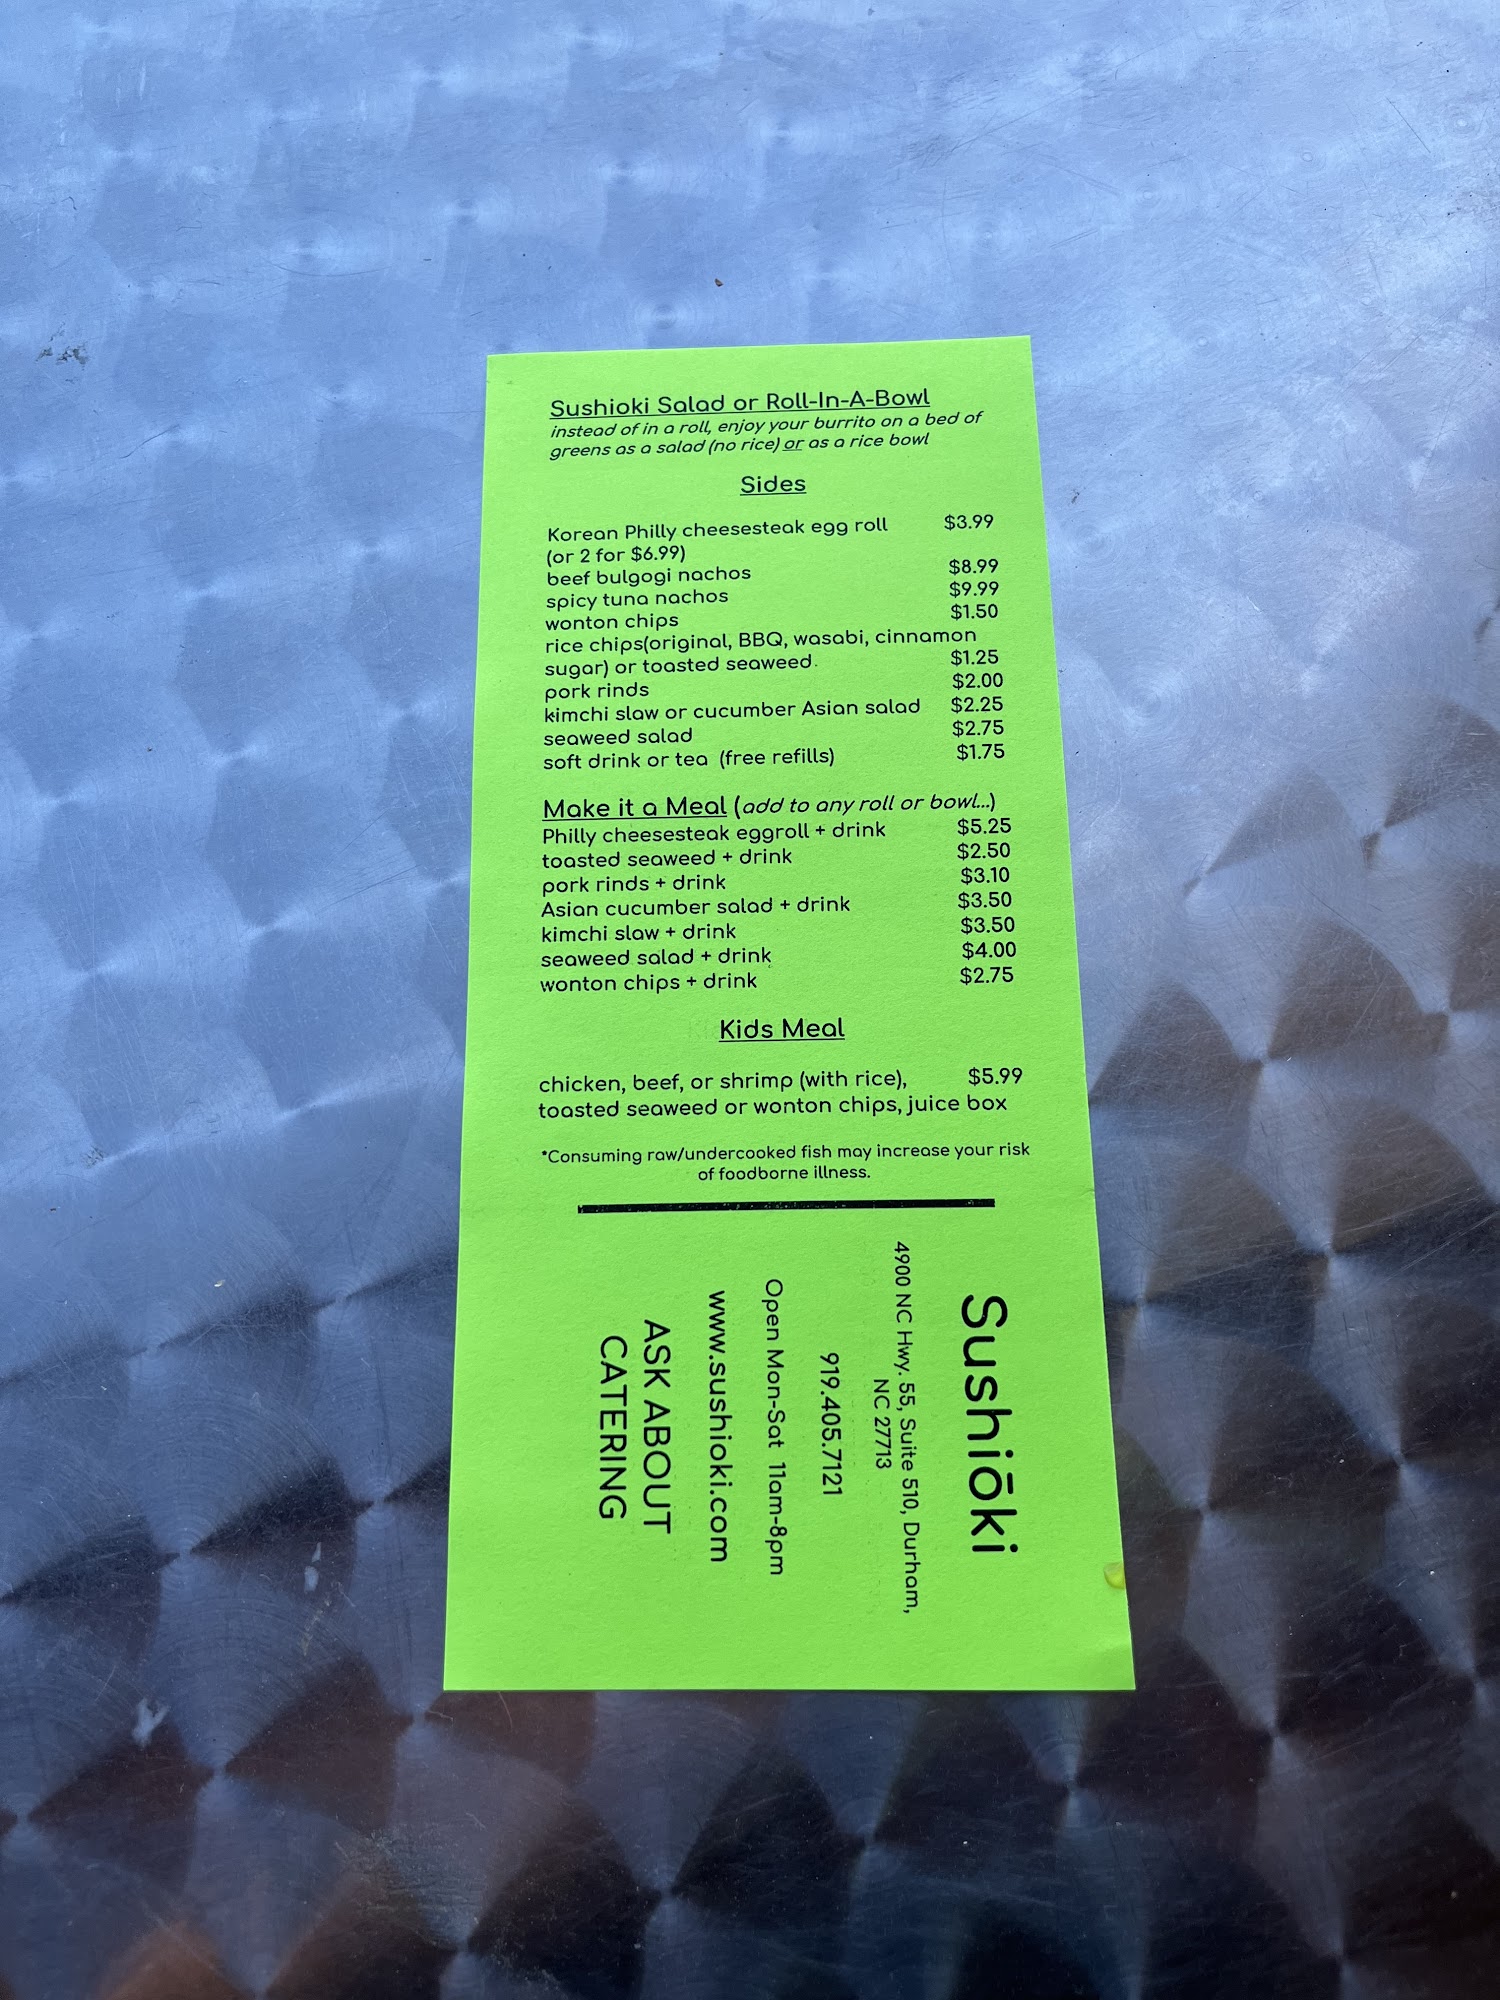 Sushioki Salad or Roll-In-A-Bowl
instead of in a roll, enjoy your burrito on a bed of
greens as a salad (no rice) or as a rice bowl
Sides
Korean Philly cheesesteak egg roll $3.99
(or 2 for $6.99)
beef bulgogi nachos $8.99
spicy tuna nachos $9.99
wonton chips $1.50
rice chips(original, BBQ, wasabi, cinnamon
sugar) or toasted seaweed. $1.25
pork rinds $2.00
kimchi slaw or cucumber Asian salad $2.25
seaweed salad $2.75
soft drink or tea (free refills) $1.75
Make it a Meal (add to any roll or bowl...)
Philly cheesesteak eggroll + drink $5.25
toasted seaweed + drink $2.50
pork rinds + drink $3.10
Asian cucumber salad + drink $3.50
kimchi slaw + drink $3.50
seaweed salad + drink $4.00
wonton chips + drink $2.75
Kids Meal
chicken, beef, or shrimp (with rice), $5.99
toasted seaweed or wonton chips, juice box
*Consuming raw/undercooked fish may increase your risk
of foodborne illness.
Sushiōki
4900 NC Hwy. 55, Suite 510, Durham,
NC 27713
919.405.7121
Open Mon-Sat 11am-8pm
www.sushioki.com
ASK ABOUT
CATERING